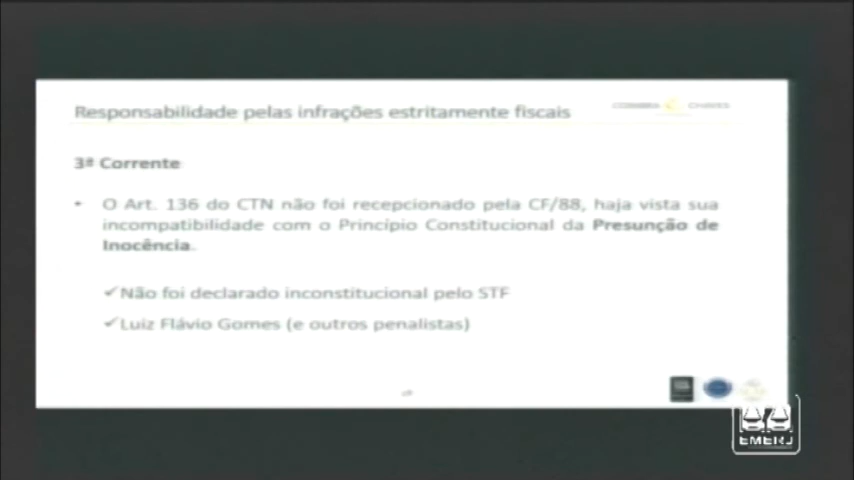 Responsabilidade pelas infrações estritamente fiscais
COIMBRA CHAVES
3ª Corrente
• O Art. 136 do CTN não foi recepcionado pela CF/88, haja vista sua
incompatibilidade com o Princípio Constitucional da Presunção de
Inocência.
✓Não foi declarado inconstitucional pelo STF
✓Luiz Flávio Gomes (e outros penalistas)
EMERJ